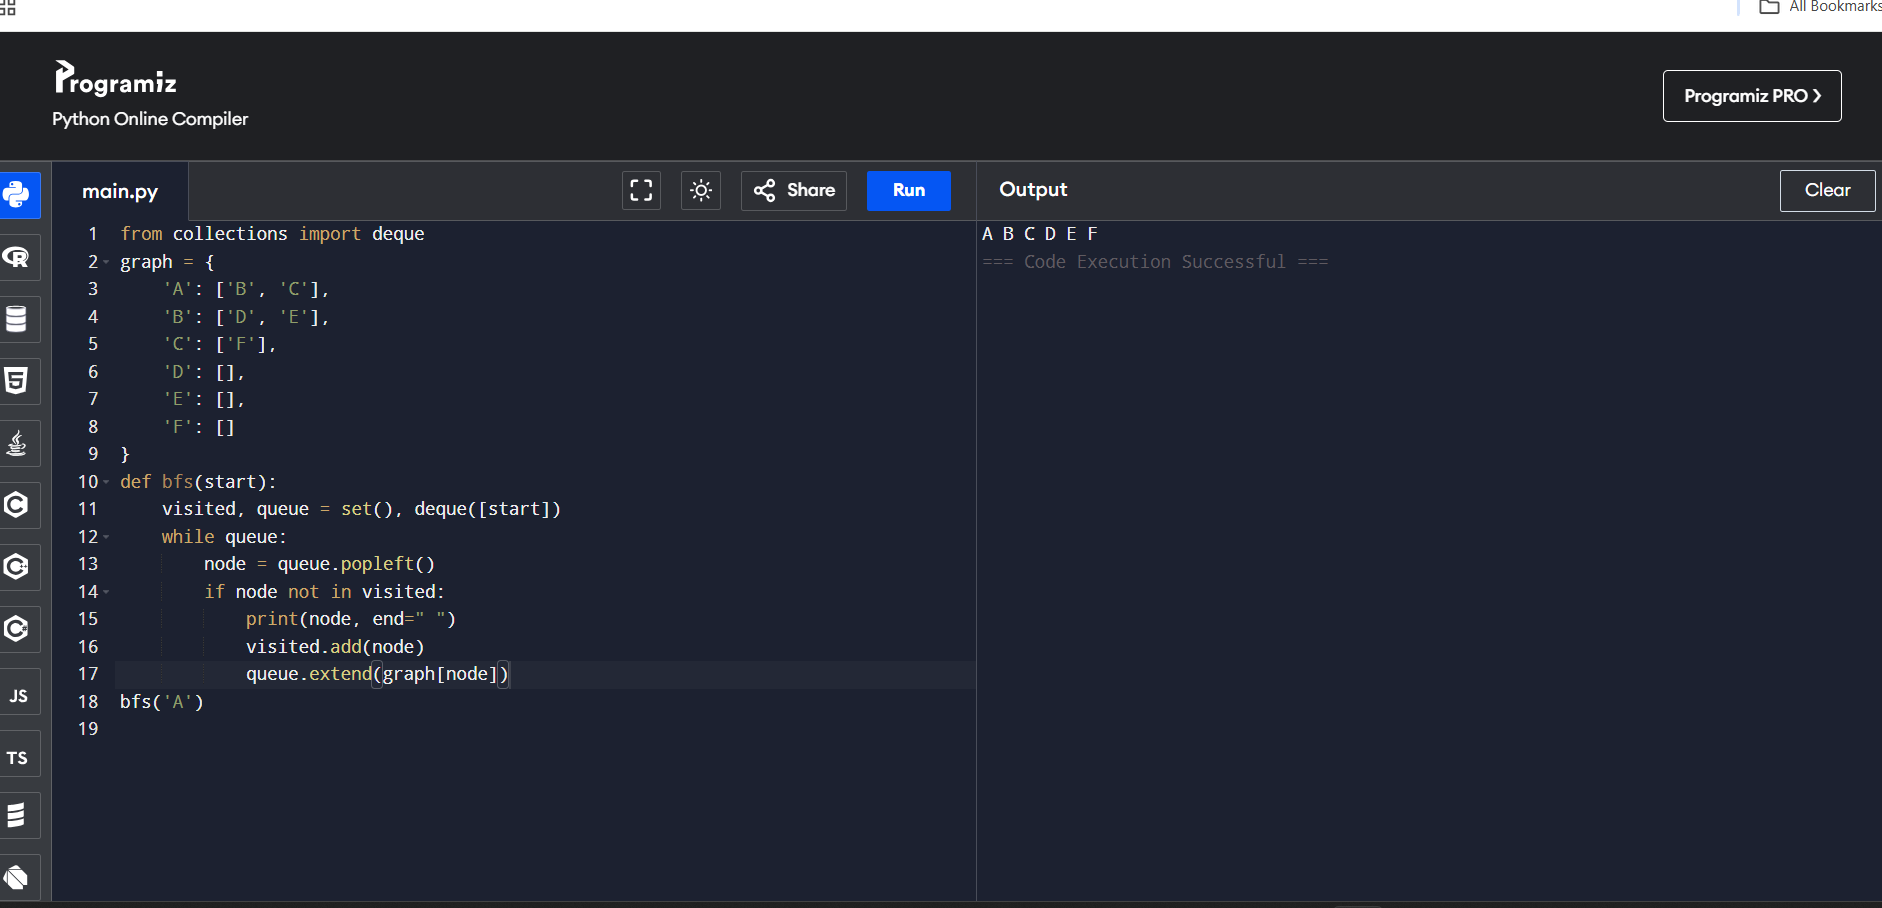 All Bookmarks
Programiz
Python Online Compiler
Programiz PRO ❯
main.py
Share
Run
Output
Clear
1 from collections import deque
2 graph = {
3     'A': ['B', 'C'],
4     'B': ['D', 'E'],
5     'C': ['F'],
6     'D': [],
7     'E': [],
8     'F': []
9 }
10 def bfs(start):
11     visited, queue = set(), deque([start])
12     while queue:
13         node = queue.popleft()
14         if node not in visited:
15             print(node, end=" ")
16             visited.add(node)
17             queue.extend(graph[node])
18 bfs('A')
19
A B C D E F
=== Code Execution Successful ===
R
5
C
C
C
JS
TS